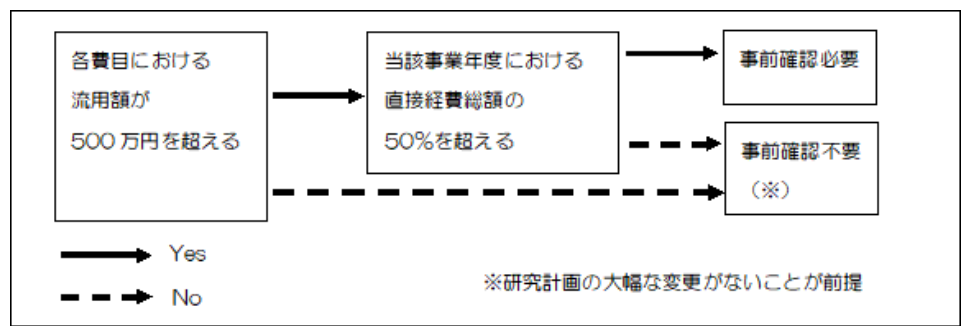 各費目における
流用額が
500万円を超える
当該事業年度における
直接経費総額の
50%を超える
事前確認必要
事前確認不要
（※）
Yes
No
※研究計画の大幅な変更がないことが前提